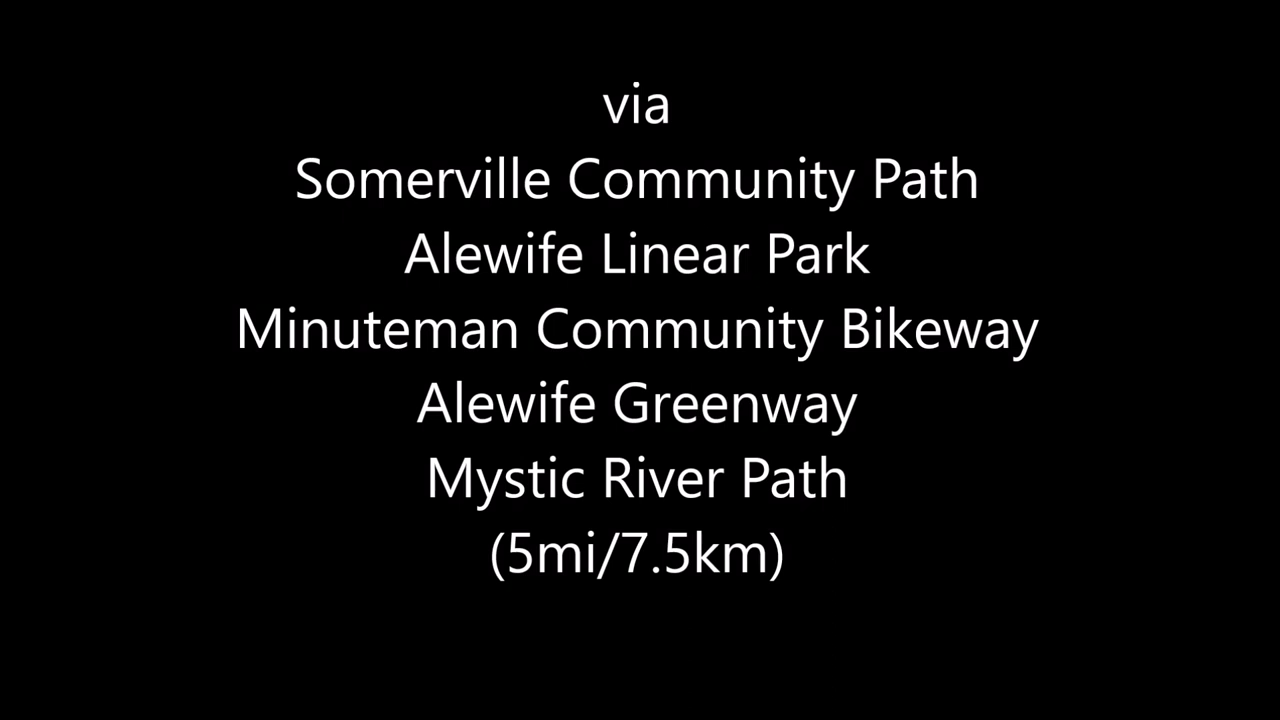 via
Somerville Community Path
Alewife Linear Park
Minuteman Community Bikeway
Alewife Greenway
Mystic River Path
(5mi/7.5km)